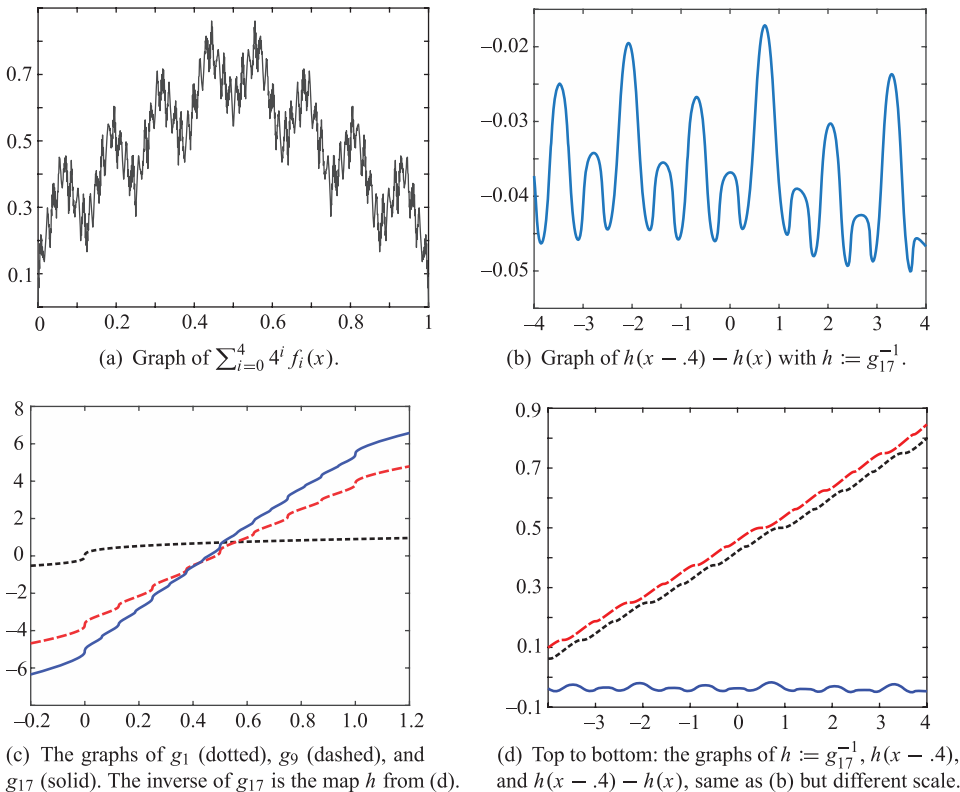 0.7
0.5
0.3
0.1
0 0.2 0.4 0.6 0.8 1
(a) Graph of $\sum_{i=0}^{4} 4^i f_i(x)$.
−0.02
−0.03
−0.04
−0.05
−4 −3 −2 −1 0 1 2 3 4
(b) Graph of $h(x − .4) − h(x)$ with $h := g_{17}^{-1}$.
8
6
4
2
0
−2
−4
−6
−0.2 0 0.2 0.4 0.6 0.8 1.0 1.2
(c) The graphs of $g_1$ (dotted), $g_9$ (dashed), and
$g_{17}$ (solid). The inverse of $g_{17}$ is the map $h$ from (d).
0.9
0.7
0.5
0.3
0.1
−0.1
−3 −2 −1 0 1 2 3 4
(d) Top to bottom: the graphs of $h := g_{17}^{-1}$, $h(x − .4)$,
and $h(x − .4) − h(x)$, same as (b) but different scale.